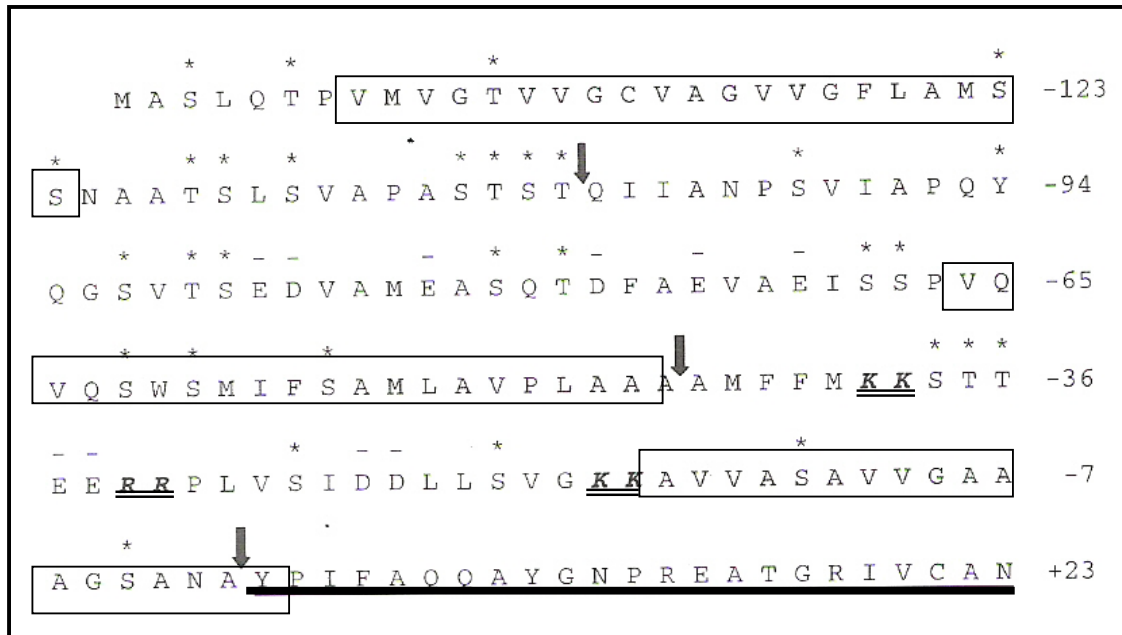 * * * *
M A S L Q T P V M V G T V V G C V A G V V G F L A M S -123
* * * * * * * * * *
S N A A T S L S V A P A S T S T Q I I A N P S V I A P Q Y -94
* * * - - - * * - - - * *
Q G S V T S E D V A M E A S Q T D F A E V A E I S S P V Q -65
* * * * * *
V Q S W S M I F S A M L A V P L A A A A M F F M K K S T T -36
- - * - - * *
E E R R P L V S I D D L L S V G K K A V V A S A V V G A A -7
*
A G S A N A Y P I F A Q Q A Y G N P R E A T G R I V C A N +23